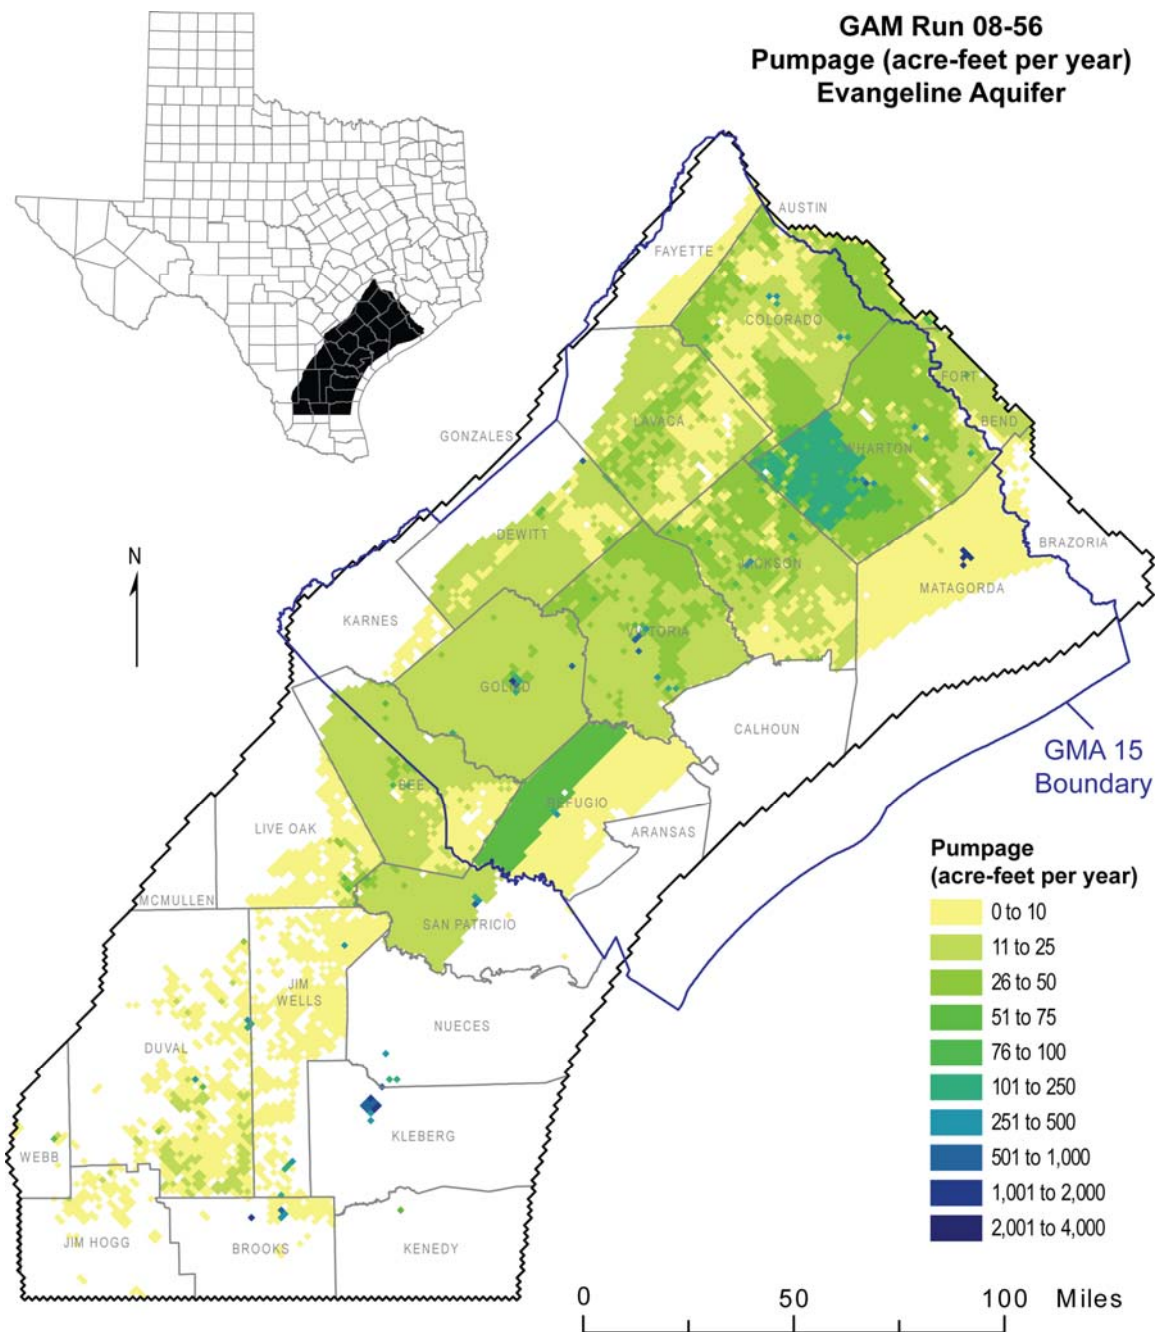 GAM Run 08-56
Pumpage (acre-feet per year)
Evangeline Aquifer
AUSTIN
FAYETTE
COLORADO
FORT
BEND
LAVACA
GONZALES
WHARTON
N
DEWITT
BRAZORIA
JACKSON
MATAGORDA
KARNES
VICTORIA
GOLIAD
CALHOUN
GMA 15
Boundary
BEE
REFUGIO
LIVE OAK
ARANSAS
MCMULLEN
SAN PATRICIO
JIM
WELLS
NUECES
DUVAL
KLEBERG
WEBB
JIM HOGG
BROOKS
KENEDY
Pumpage
(acre-feet per year)
0 to 10
11 to 25
26 to 50
51 to 75
76 to 100
101 to 250
251 to 500
501 to 1,000
1,001 to 2,000
2,001 to 4,000
0 50 100 Miles